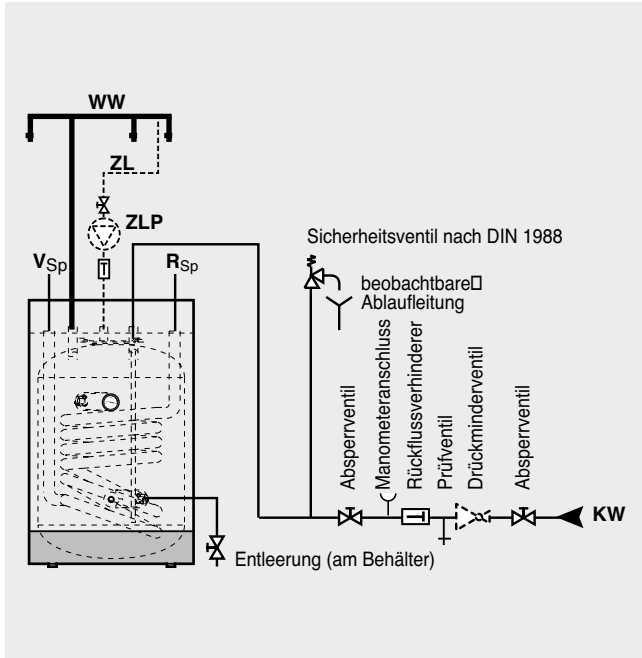 WW
ZL
ZLP
VSp
RSp
Sicherheitsventil nach DIN 1988
beobachtbare□
Ablaufleitung
Absperrventil
Manometeranschluss
Rückflussverhinderer
Prüfventil
Drückminderventil
Absperrventil
KW
Entleerung (am Behälter)